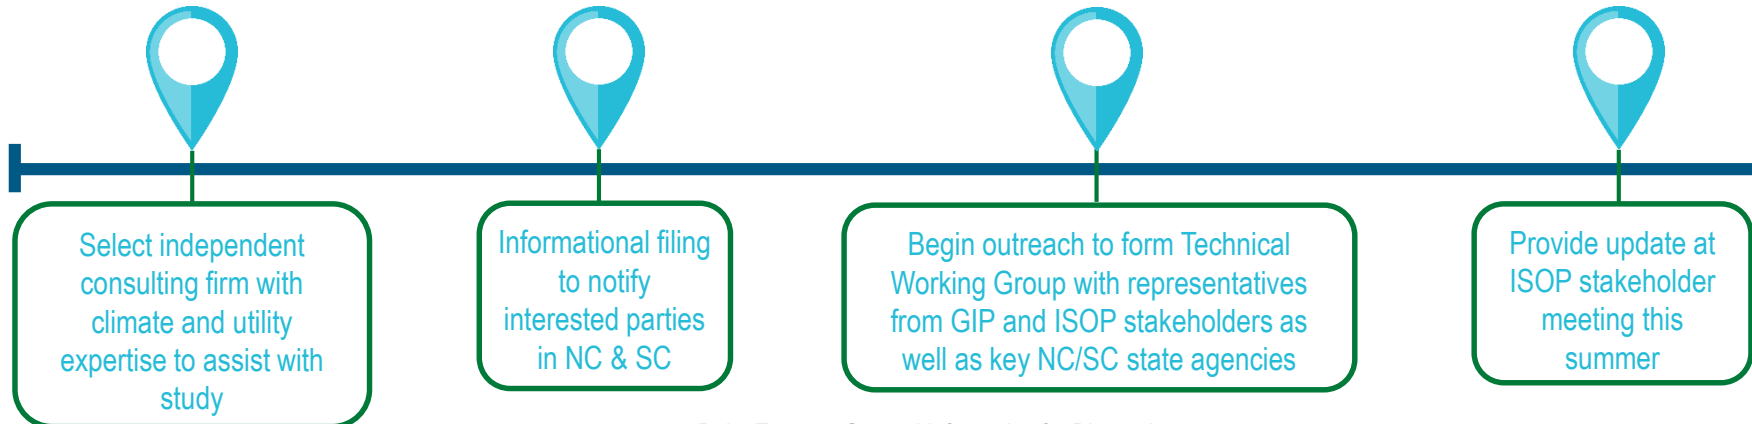 Select independent
consulting firm with
climate and utility
expertise to assist with
study
Informational filing
to notify
interested parties
in NC & SC
Begin outreach to form Technical
Working Group with representatives
from GIP and ISOP stakeholders as
well as key NC/SC state agencies
Provide update at
ISOP stakeholder
meeting this
summer